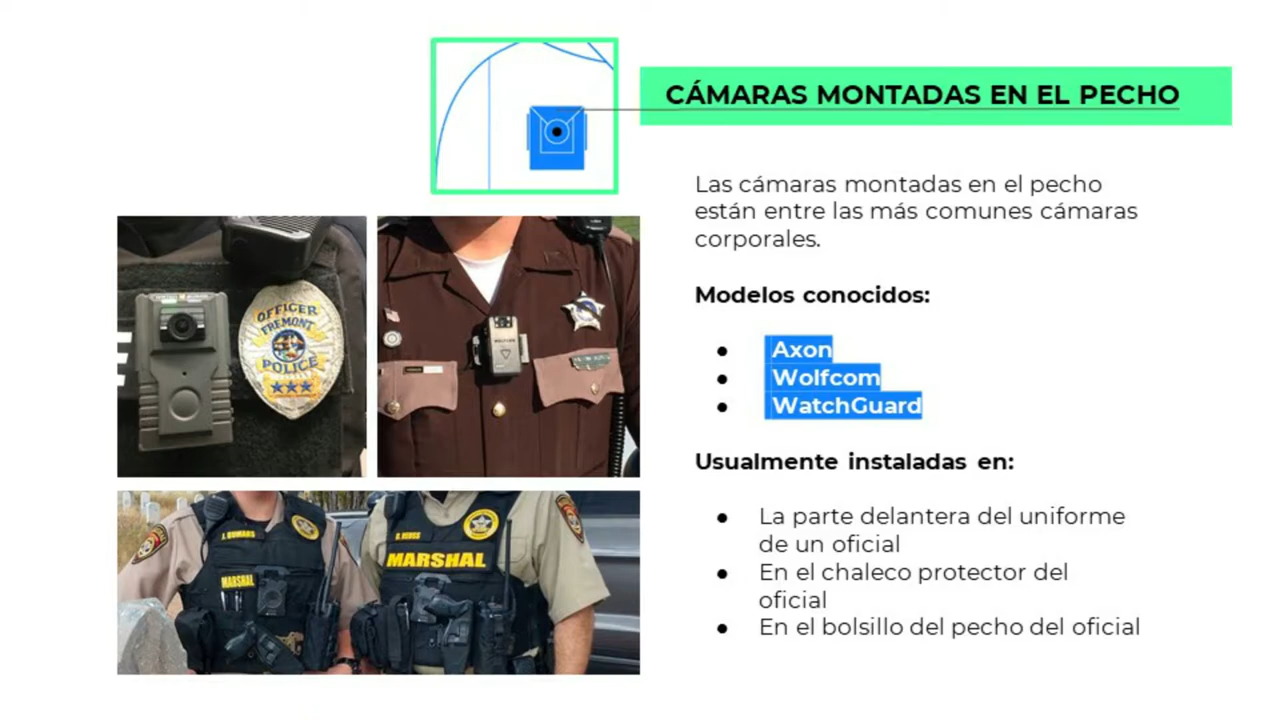 CÁMARAS MONTADAS EN EL PECHO
Las cámaras montadas en el pecho
están entre las más comunes cámaras
corporales.
Modelos conocidos:
● Axon
● Wolfcom
● WatchGuard
Usualmente instaladas en:
● La parte delantera del uniforme
de un oficial
● En el chaleco protector del
oficial
● En el bolsillo del pecho del oficial
OFFICER
FREMONT
POLICE
MARSHAL
MARSHAL